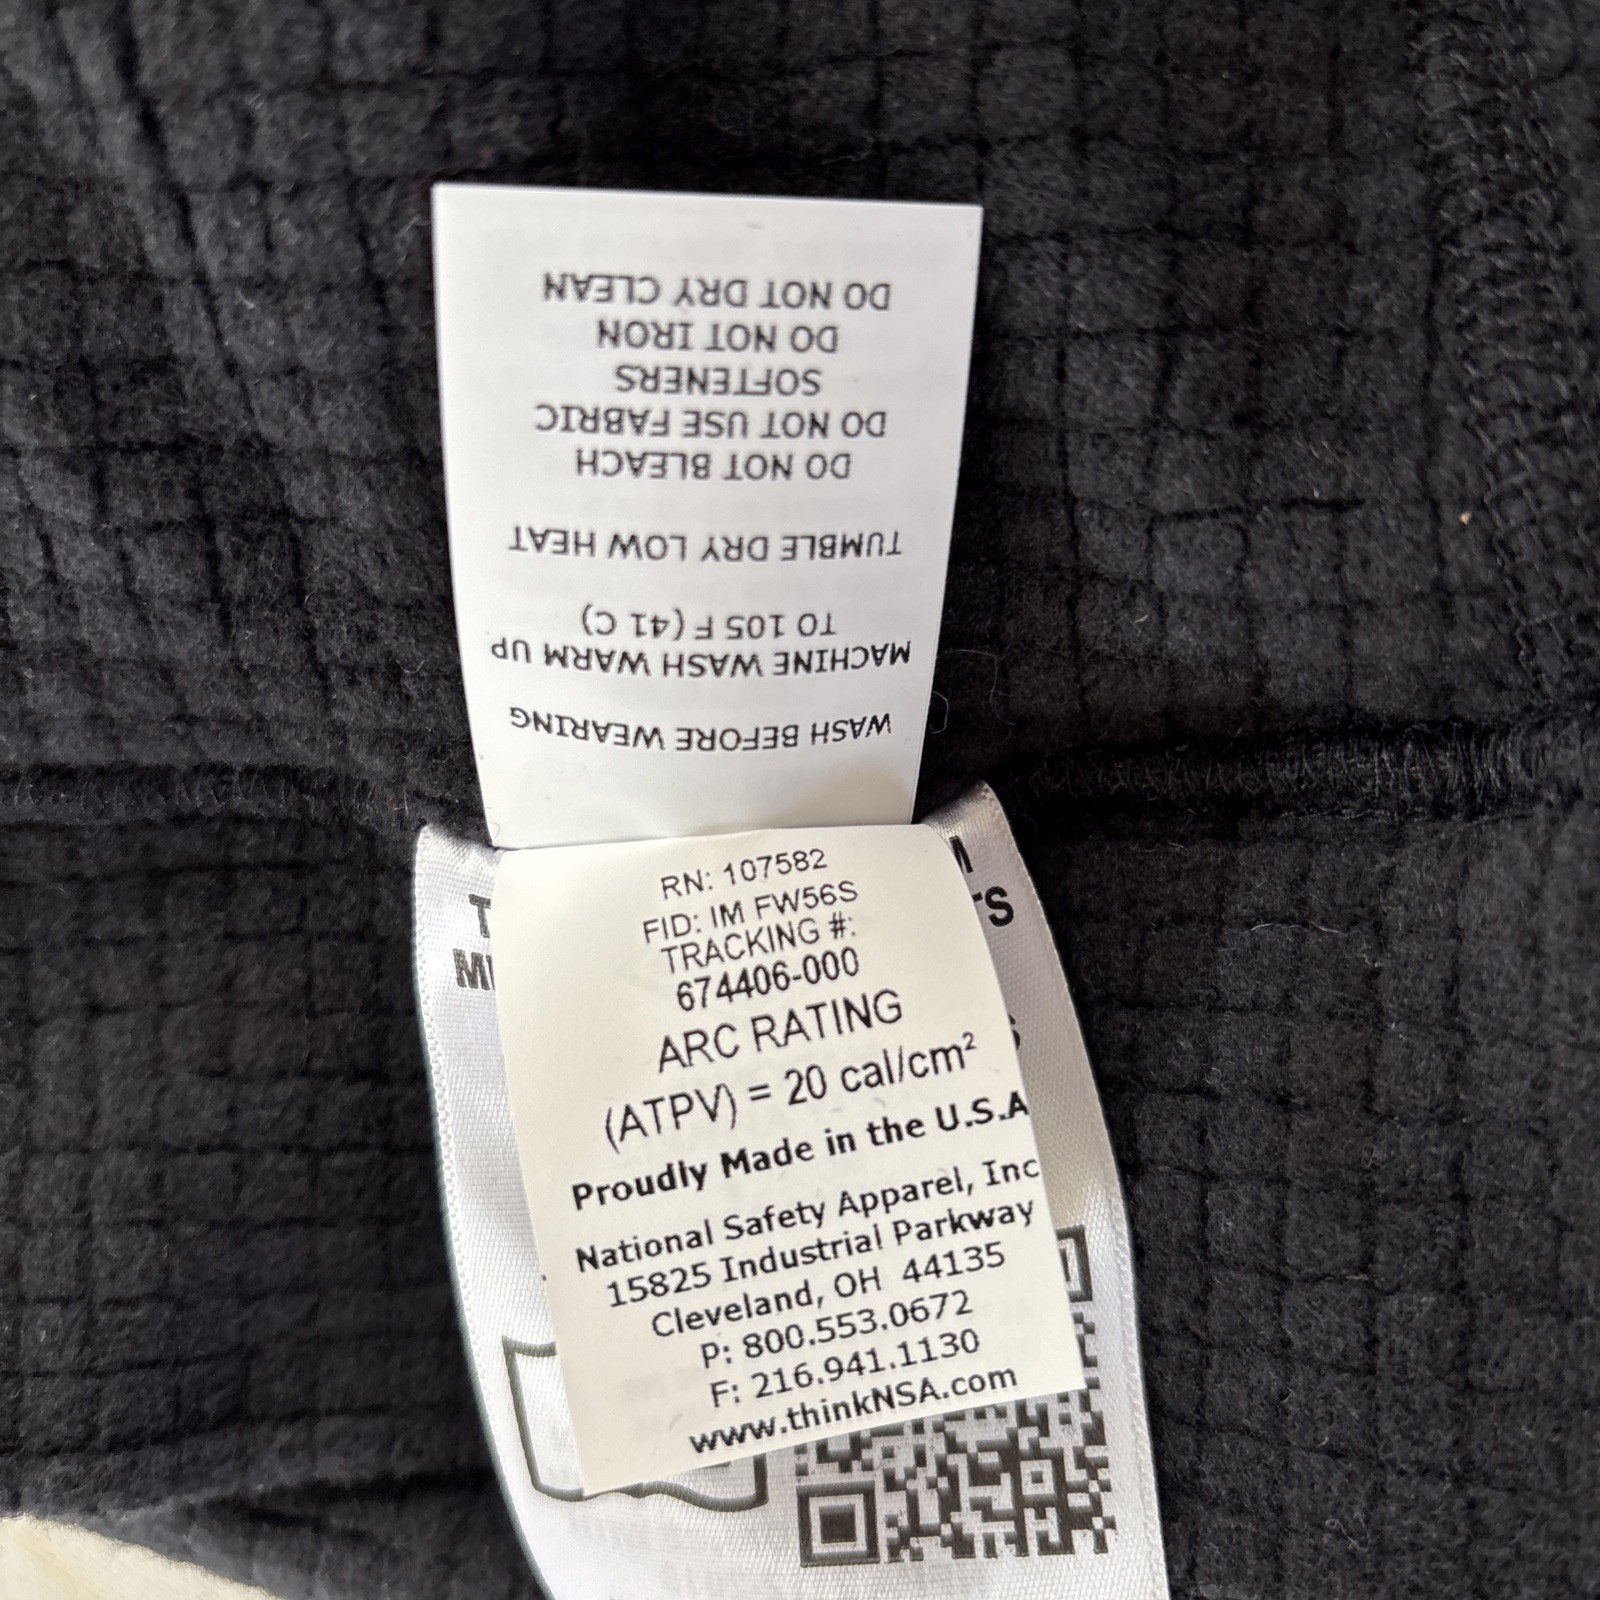 WASH BEFORE WEARING
MACHINE WASH WARM UP
TO 105 F (41 C)
TUMBLE DRY LOW HEAT
DO NOT BLEACH
DO NOT USE FABRIC
SOFTENERS
DO NOT IRON
DO NOT DRY CLEAN
RN: 107582
FID: IM FW56S
TRACKING #:
674406-000
ARC RATING
(ATPV) = 20 cal/cm²
Proudly Made in the U.S.A
National Safety Apparel, Inc
15825 Industrial Parkway
Cleveland, OH 44135
P: 800.553.0672
F: 216.941.1130
www.thinkNSA.com